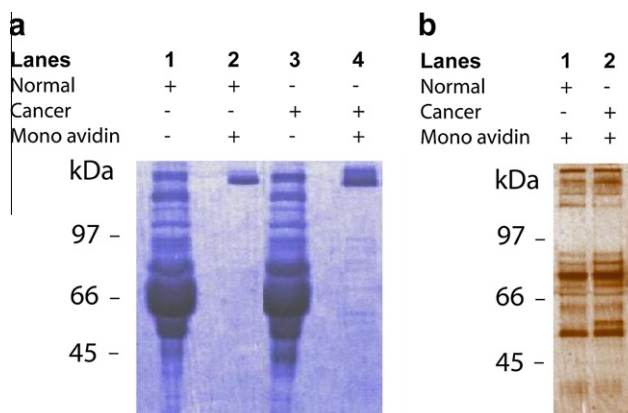 a
Lanes 1 2 3 4
Normal + + - -
Cancer - - + +
Mono avidin - + - +
kDa
97 –
66 –
45 –
b
Lanes 1 2
Normal + -
Cancer - +
Mono avidin + +
kDa
97 –
66 –
45 –